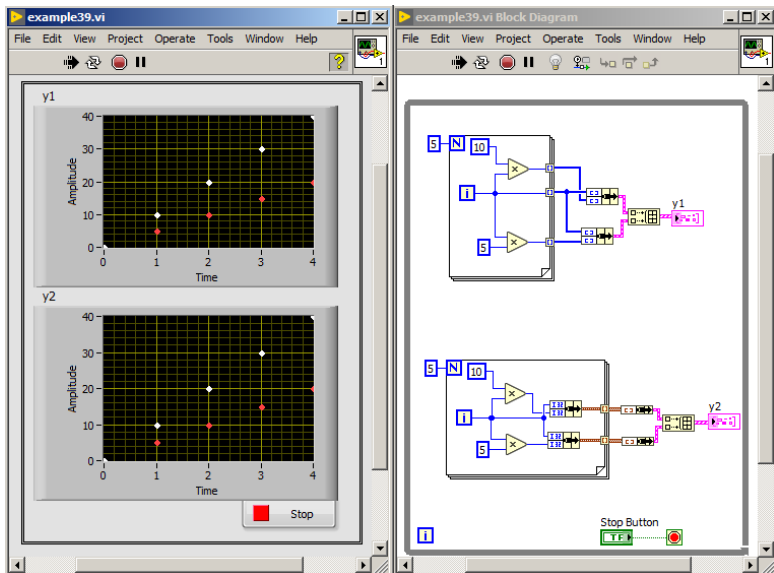 example39.vi
File Edit View Project Operate Tools Window Help
? 1
y1
Amplitude
40
30
20
10
0
0 1 2 3 4
Time
y2
Amplitude
40
30
20
10
0
0 1 2 3 4
Time
Stop
example39.vi Block Diagram
File Edit View Project Operate Tools Window Help
1
5 N 10
i
5
y1
5 N 10
i
5
y2
Stop Button
TF
i